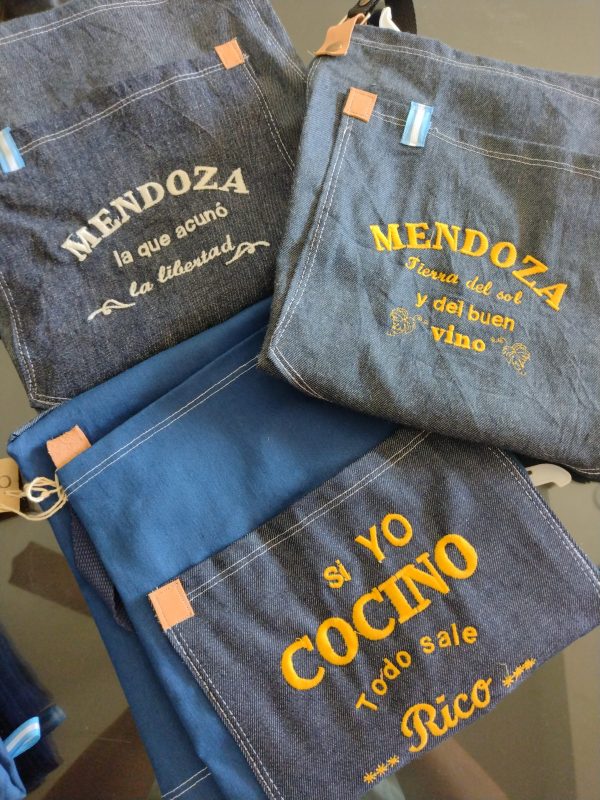 MENDOZA
la que acunó
la libertad
MENDOZA
Tierra del sol
y del buen
vino
Si YO
COCINO
Todo sale
Rico